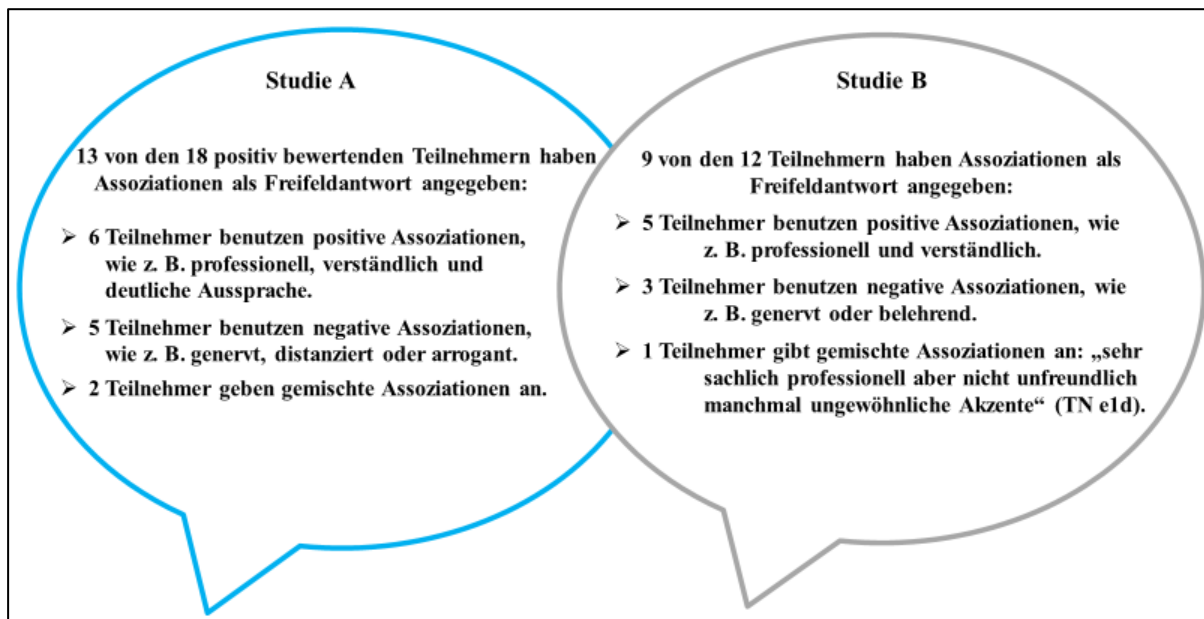 Studie A
13 von den 18 positiv bewertenden Teilnehmern haben
Assoziationen als Freifeldantwort angegeben:
➢ 6 Teilnehmer benutzen positive Assoziationen,
wie z. B. professionell, verständlich und
deutliche Aussprache.
➢ 5 Teilnehmer benutzen negative Assoziationen,
wie z. B. genervt, distanziert oder arrogant.
➢ 2 Teilnehmer geben gemischte Assoziationen an.
Studie B
9 von den 12 Teilnehmern haben Assoziationen als
Freifeldantwort angegeben:
➢ 5 Teilnehmer benutzen positive Assoziationen, wie
z. B. professionell und verständlich.
➢ 3 Teilnehmer benutzen negative Assoziationen, wie
z. B. genervt oder belehrend.
➢ 1 Teilnehmer gibt gemischte Assoziationen an: „sehr
sachlich professionell aber nicht unfreundlich
manchmal ungewöhnliche Akzente“ (TN e1d).